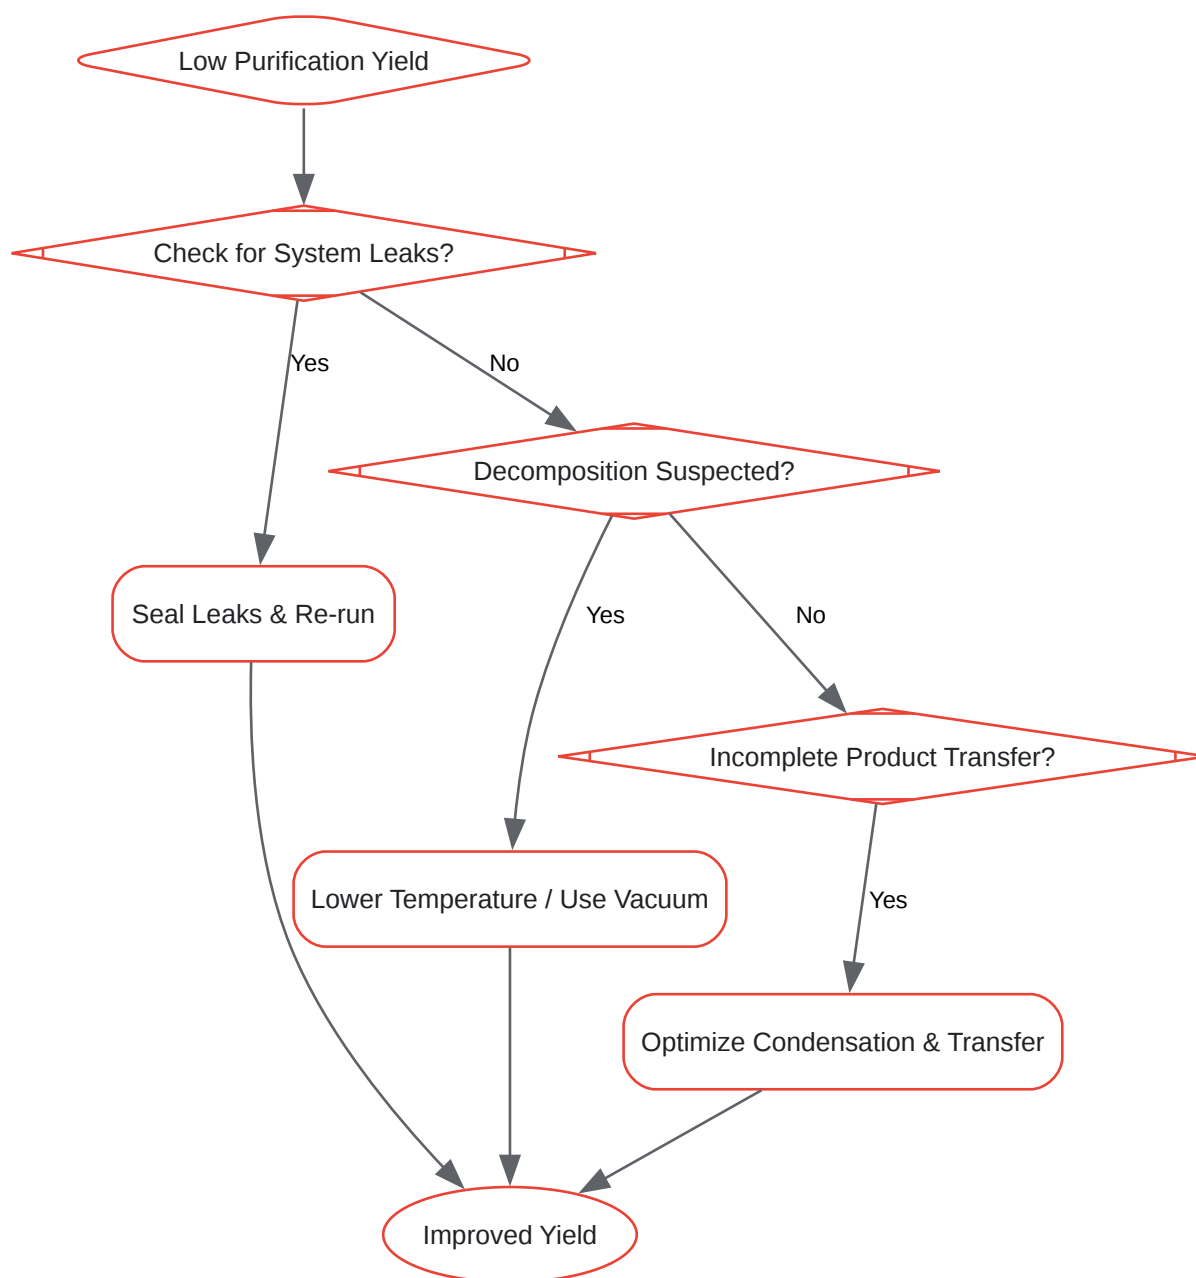 Low Purification Yield
Check for System Leaks?
Yes
No
Decomposition Suspected?
Seal Leaks & Re-run
Yes
No
Incomplete Product Transfer?
Lower Temperature / Use Vacuum
Yes
Optimize Condensation & Transfer
Improved Yield